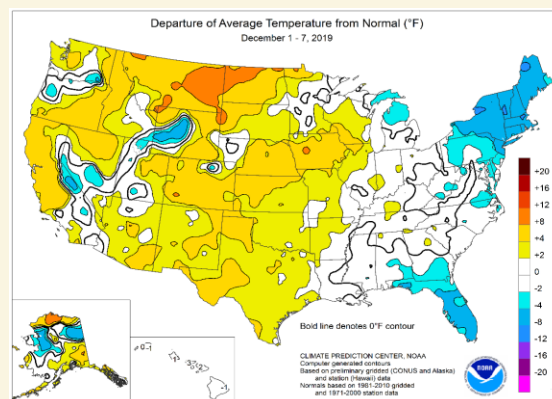 Departure of Average Temperature from Normal (°F)
December 1 - 7, 2019
+20
+16
+12
+8
+4
+2
0
-2
-4
-8
-12
-16
-20
Bold line denotes 0°F contour
CLIMATE PREDICTION CENTER, NOAA
Computer generated contours
Based on preliminary gridded (CONUS and Alaska)
and station (Hawaii) data
Normals based on 1981-2010 gridded
and 1971-2000 station data
NOAA